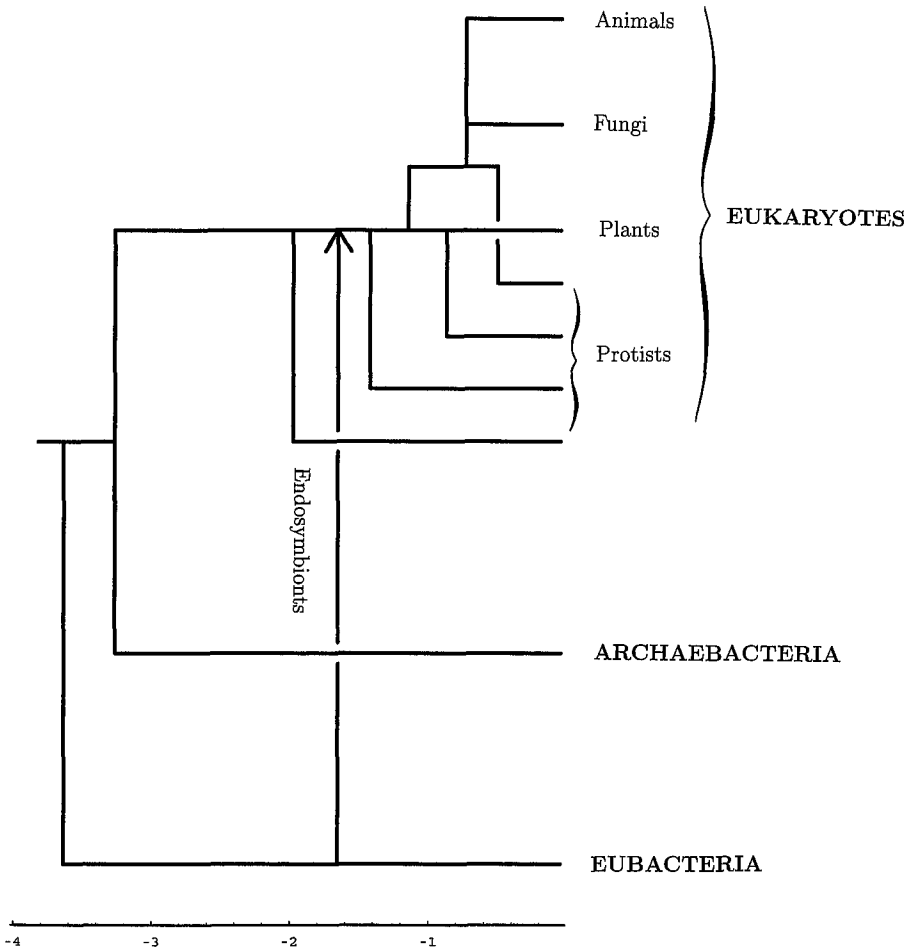 Animals
Fungi
EUKARYOTES
Plants
Protists
Endosymbionts
ARCHAEBACTERIA
EUBACTERIA
-4 -3 -2 -1